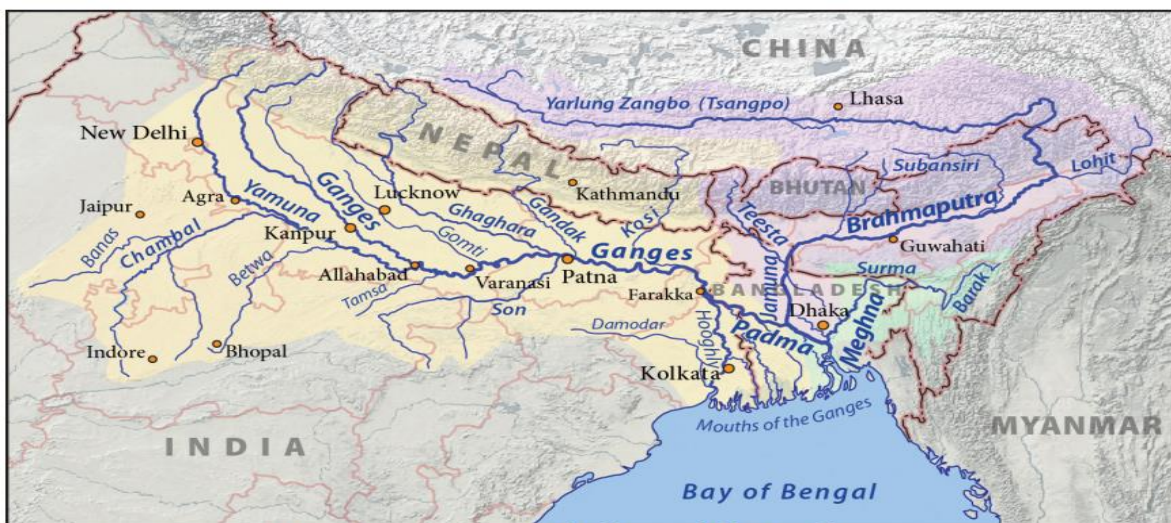 CHINA
Yarlung Zangbo (Tsangpo)
Lhasa
New Delhi
NEPAL
Subansiri
Lohit
BHUTAN
Agra
Yamuna
Ganges
Lucknow
Kathmandu
Teesta
Brahmaputra
Jaipur
Kanpur
Ghaghara
Gandak
Kosi
Guwahati
Banas
Chambal
Betwa
Gomti
Ganges
Allahabad
Varanasi
Patna
Surma
Tamsa
Son
Farakka
BANGLADESH
Jamuna
Barak
Indore
Bhopal
Damodar
Hooghly
Padma
Dhaka
Meghna
Kolkata
Mouths of the Ganges
INDIA
MYANMAR
Bay of Bengal